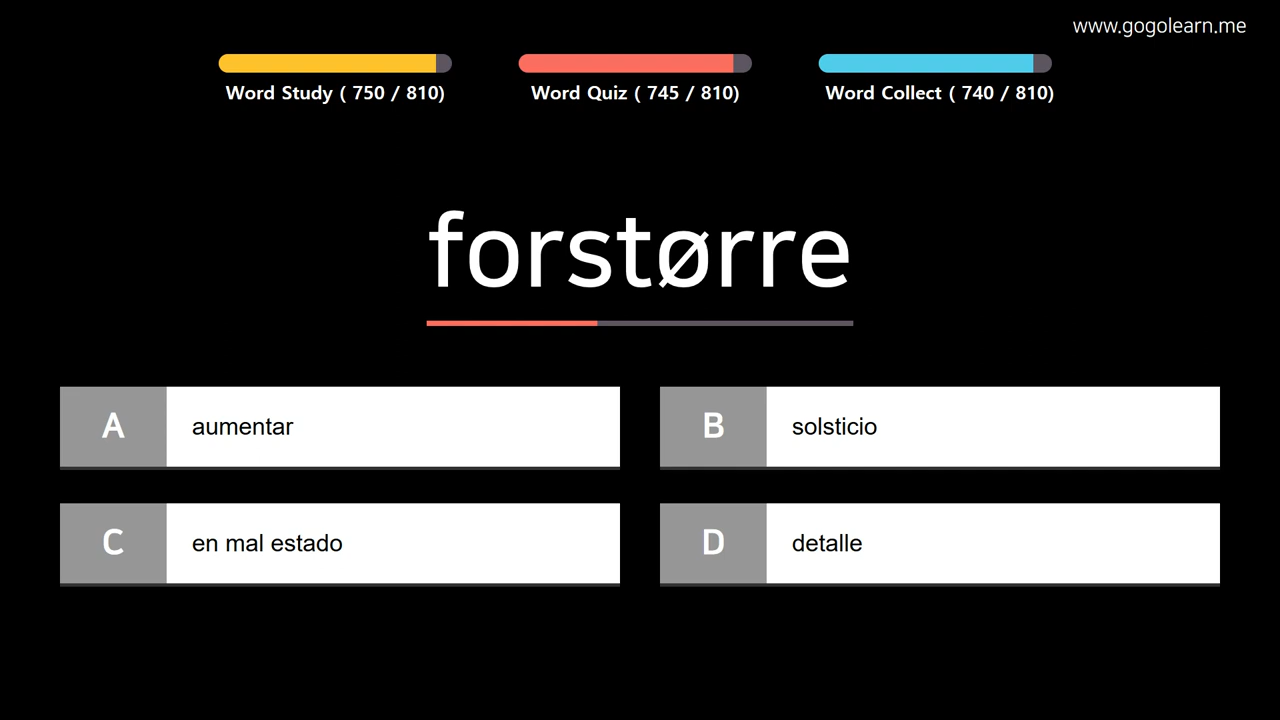 www.gogolearn.me
Word Study ( 750 / 810)
Word Quiz ( 745 / 810)
Word Collect ( 740 / 810)
forstørre
A aumentar
B solsticio
C en mal estado
D detalle